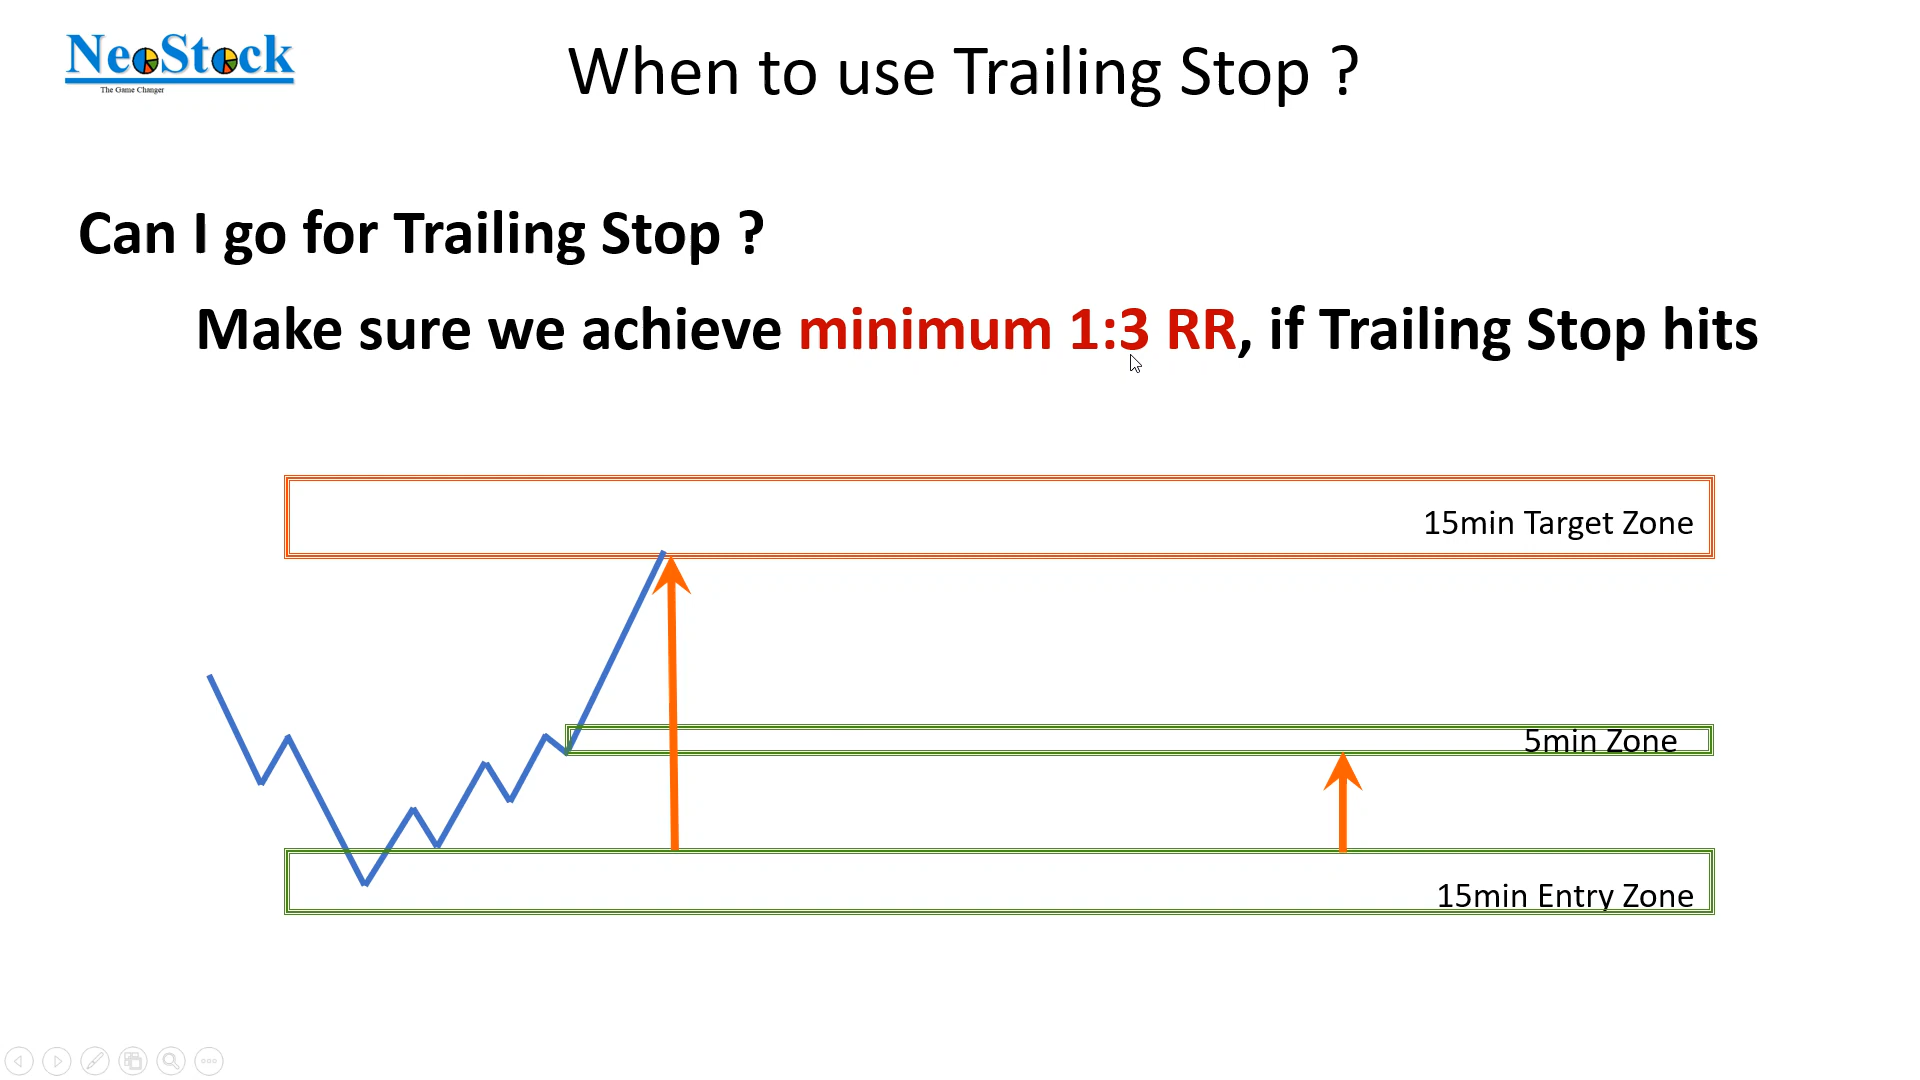 NeoStock
The Game Changer
When to use Trailing Stop ?
Can I go for Trailing Stop ?
Make sure we achieve minimum 1:3 RR, if Trailing Stop hits
15min Target Zone
5min Zone
15min Entry Zone